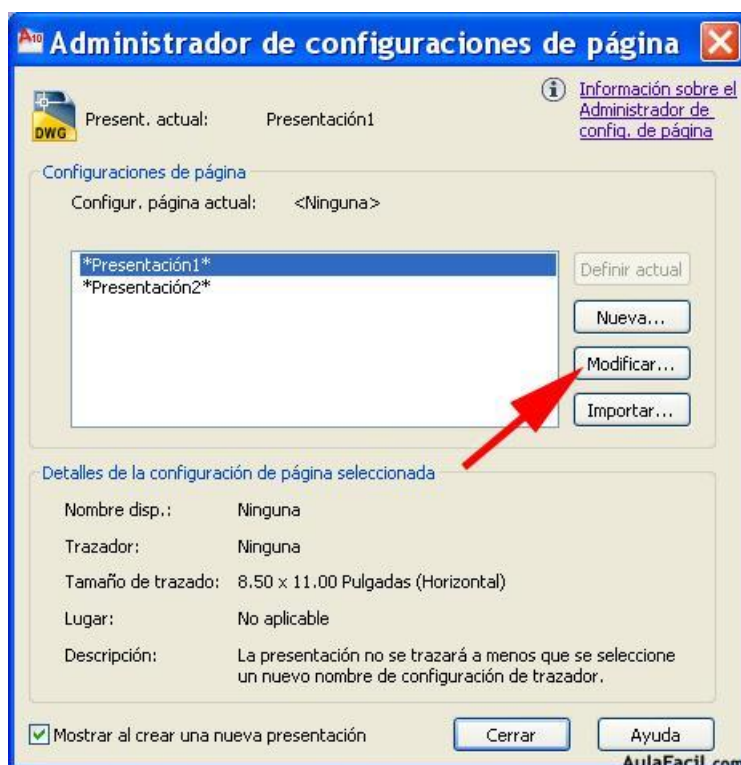 A10 Administrador de configuraciones de página
Información sobre el
Administrador de
config. de página
DWG
Present. actual: Presentación1
Configuraciones de página
Configur. página actual: <Ninguna>
*Presentación1*
*Presentación2*
Definir actual
Nueva...
Modificar...
Importar...
Detalles de la configuración de página seleccionada
Nombre disp.: Ninguna
Trazador: Ninguna
Tamaño de trazado: 8.50 x 11.00 Pulgadas (Horizontal)
Lugar: No aplicable
Descripción: La presentación no se trazará a menos que se seleccione
un nuevo nombre de configuración de trazador.
Mostrar al crear una nueva presentación
Cerrar
Ayuda
AulaFacil.com